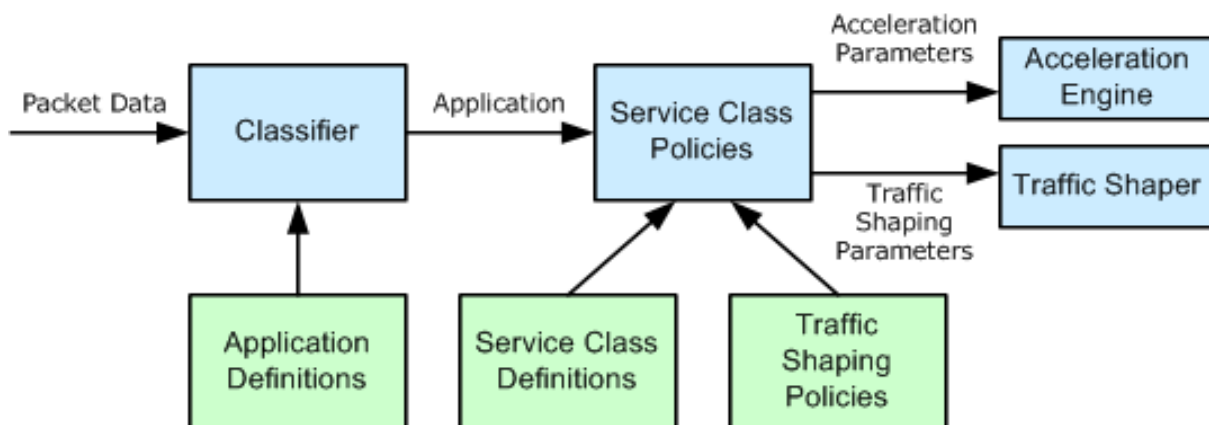 Packet Data
Classifier
Application
Service Class
Policies
Acceleration
Parameters
Acceleration
Engine
Traffic
Shaping
Parameters
Traffic Shaper
Application
Definitions
Service Class
Definitions
Traffic
Shaping
Policies